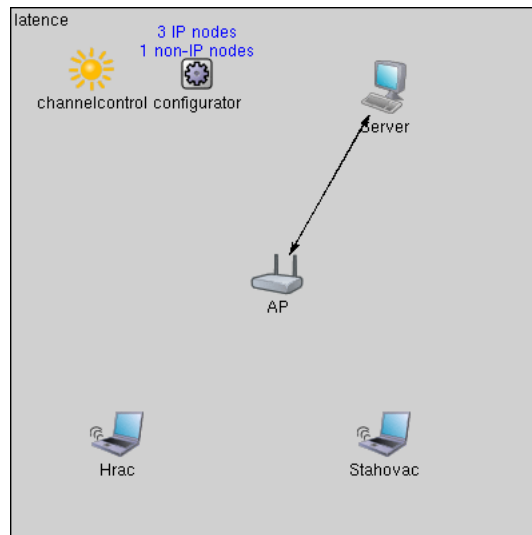 latence
3 IP nodes
1 non-IP nodes
channelcontrol configurator
Server
AP
Hrac
Stahovac